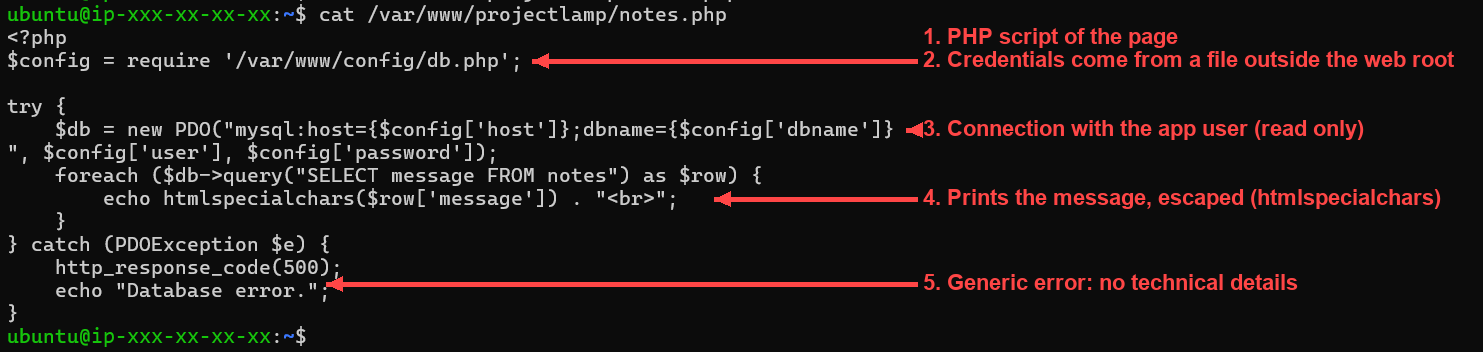 ubuntu@ip-xxx-xx-xx-xx:~$ cat /var/www/projectlamp/notes.php
<?php
1. PHP script of the page
$config = require '/var/www/config/db.php';
2. Credentials come from a file outside the web root
try {
$db = new PDO("mysql:host={$config['host']};dbname={$config['dbname']}
3. Connection with the app user (read only)
", $config['user'], $config['password']);
foreach ($db->query("SELECT message FROM notes") as $row) {
echo htmlspecialchars($row['message']) . "<br>";
4. Prints the message, escaped (htmlspecialchars)
}
} catch (PDOException $e) {
http_response_code(500);
echo "Database error.";
5. Generic error: no technical details
}
ubuntu@ip-xxx-xx-xx-xx:~$